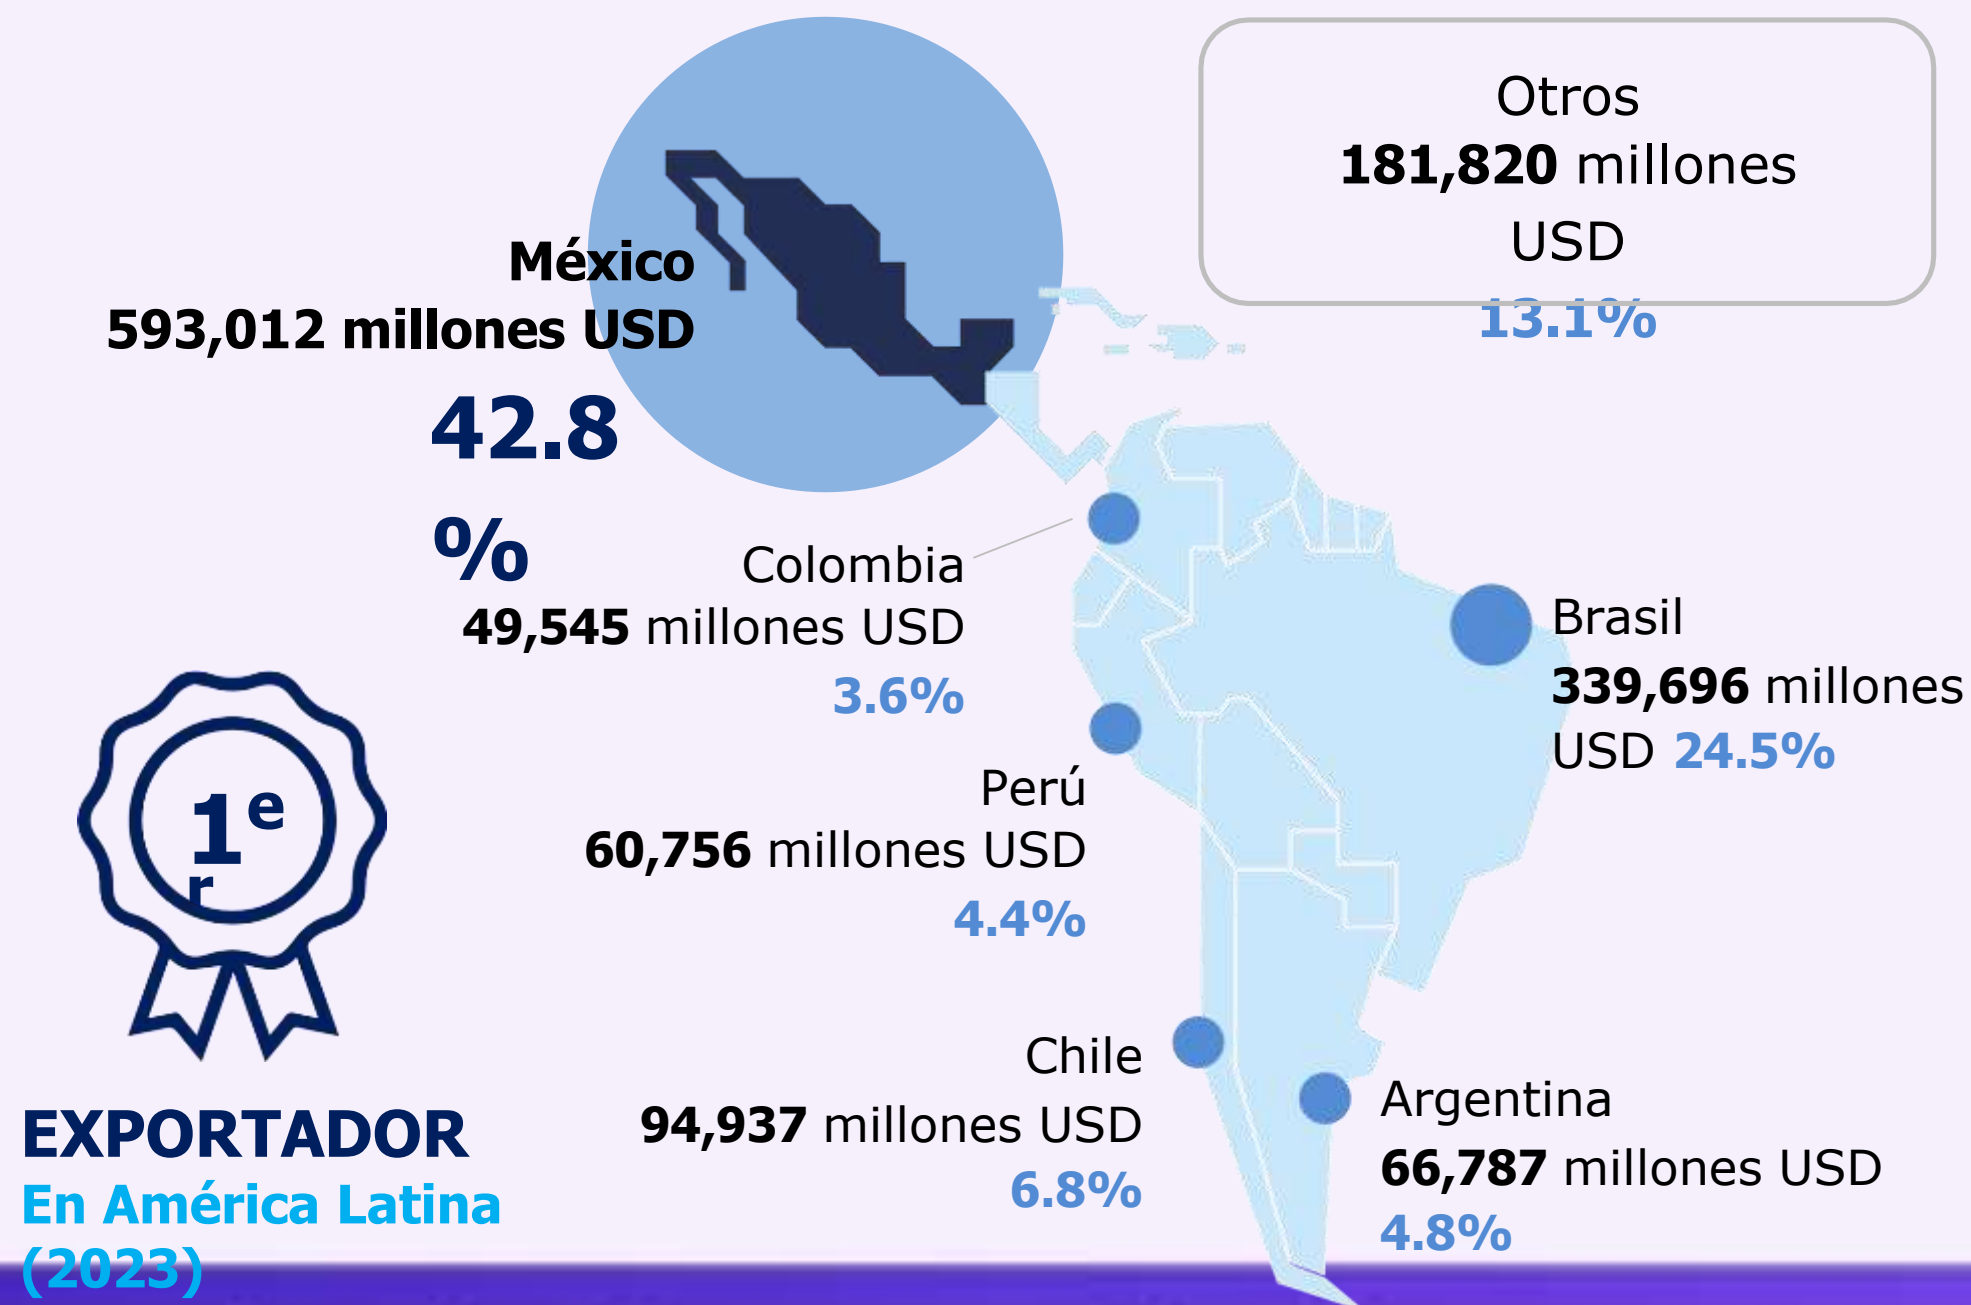 Otros
181,820 millones
USD
13.1%
México
593,012 millones USD
42.8
%
Colombia
49,545 millones USD
3.6%
Brasil
339,696 millones
USD 24.5%
Perú
60,756 millones USD
4.4%
1e
r
Chile
94,937 millones USD
6.8%
Argentina
66,787 millones USD
4.8%
EXPORTADOR
En América Latina
(2023)